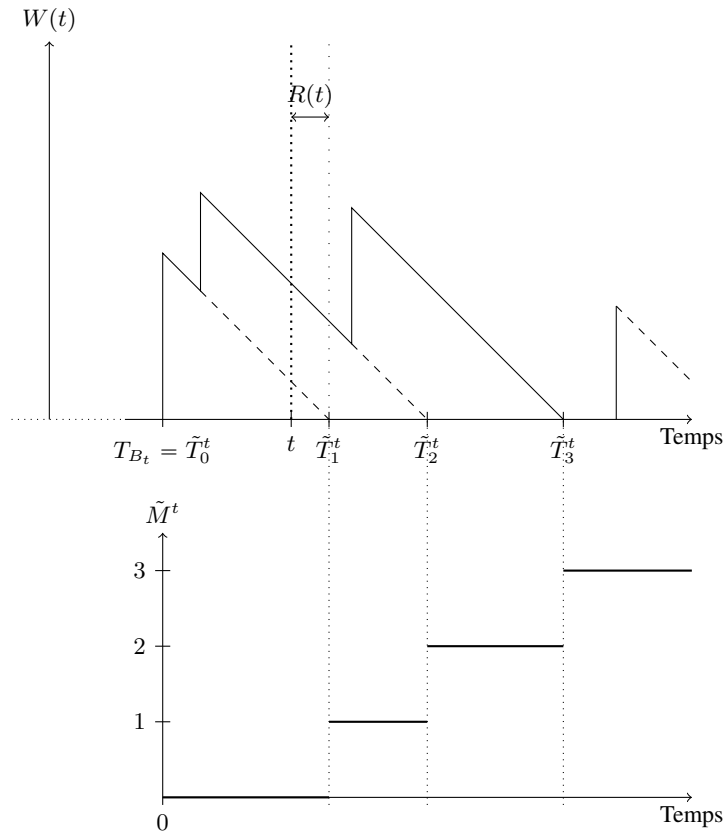 W(t)
R(t)
T_{B_t} = \tilde{T}_0^t
t
\tilde{T}_1^t
\tilde{T}_2^t
\tilde{T}_3^t
Temps
\tilde{M}^t
3
2
1
0
Temps